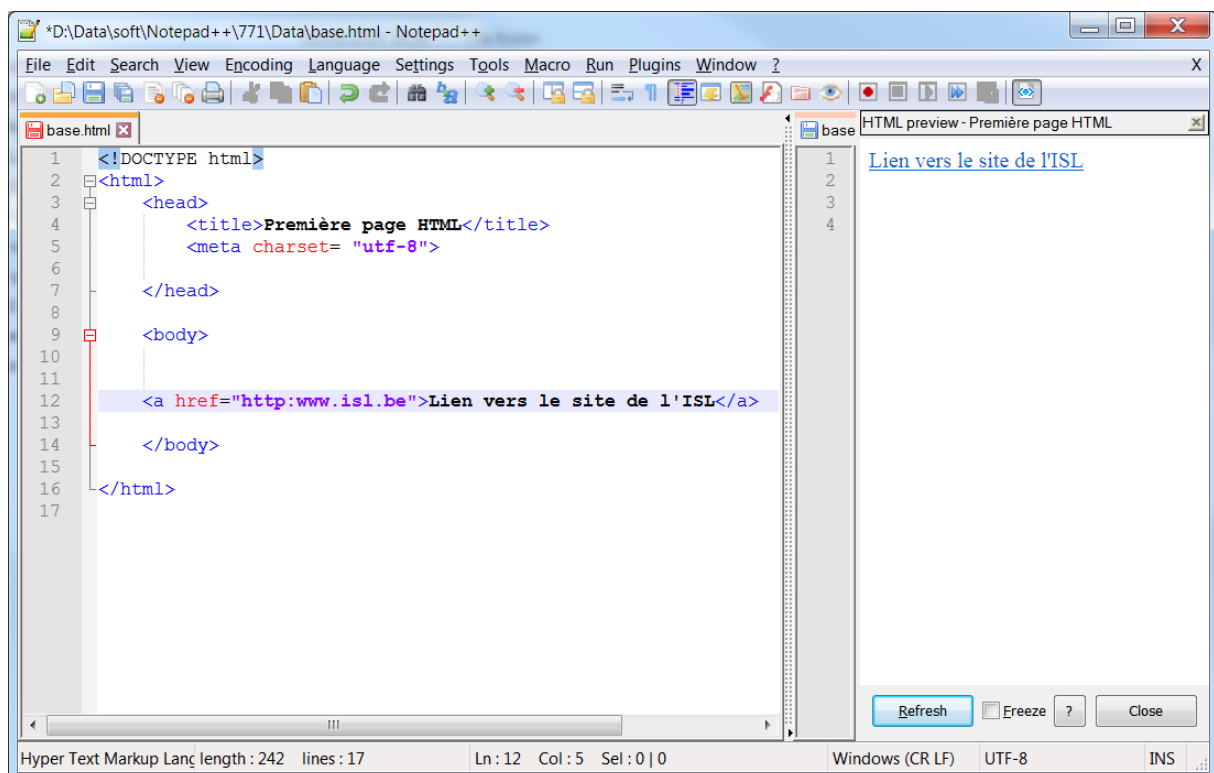 *D:\Data\soft\Notepad++\771\Data\base.html - Notepad++
File Edit Search View Encoding Language Settings Tools Macro Run Plugins Window ? X
base.html
1 <!DOCTYPE html>
2 <html>
3 <head>
4 <title>Première page HTML</title>
5 <meta charset= "utf-8">
6
7 </head>
8
9 <body>
10
11
12 <a href="http:www.isl.be">Lien vers le site de l'ISL</a>
13
14 </body>
15
16 </html>
17
base
1
2
3
4
HTML preview - Première page HTML
Lien vers le site de l'ISL
Refresh Freeze ? Close
Hyper Text Markup Lang length : 242 lines : 17 Ln : 12 Col : 5 Sel : 0 | 0 Windows (CR LF) UTF-8 INS